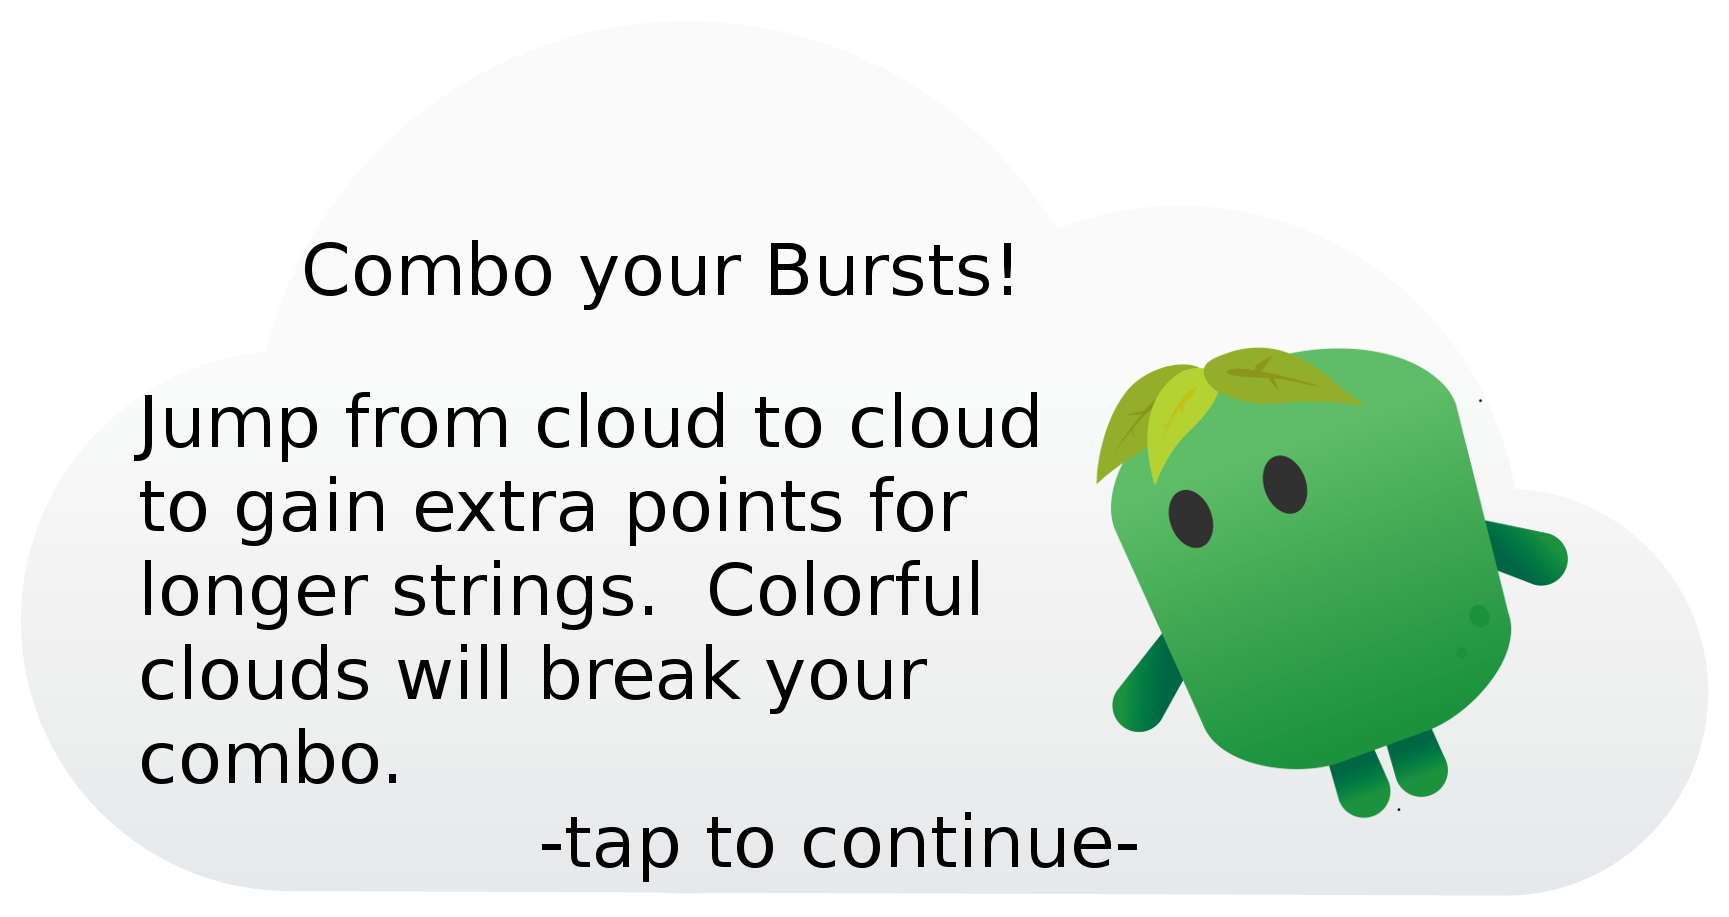 Combo your Bursts!
Jump from cloud to cloud
to gain extra points for
longer strings.  Colorful
clouds will break your
combo.
-tap to continue-